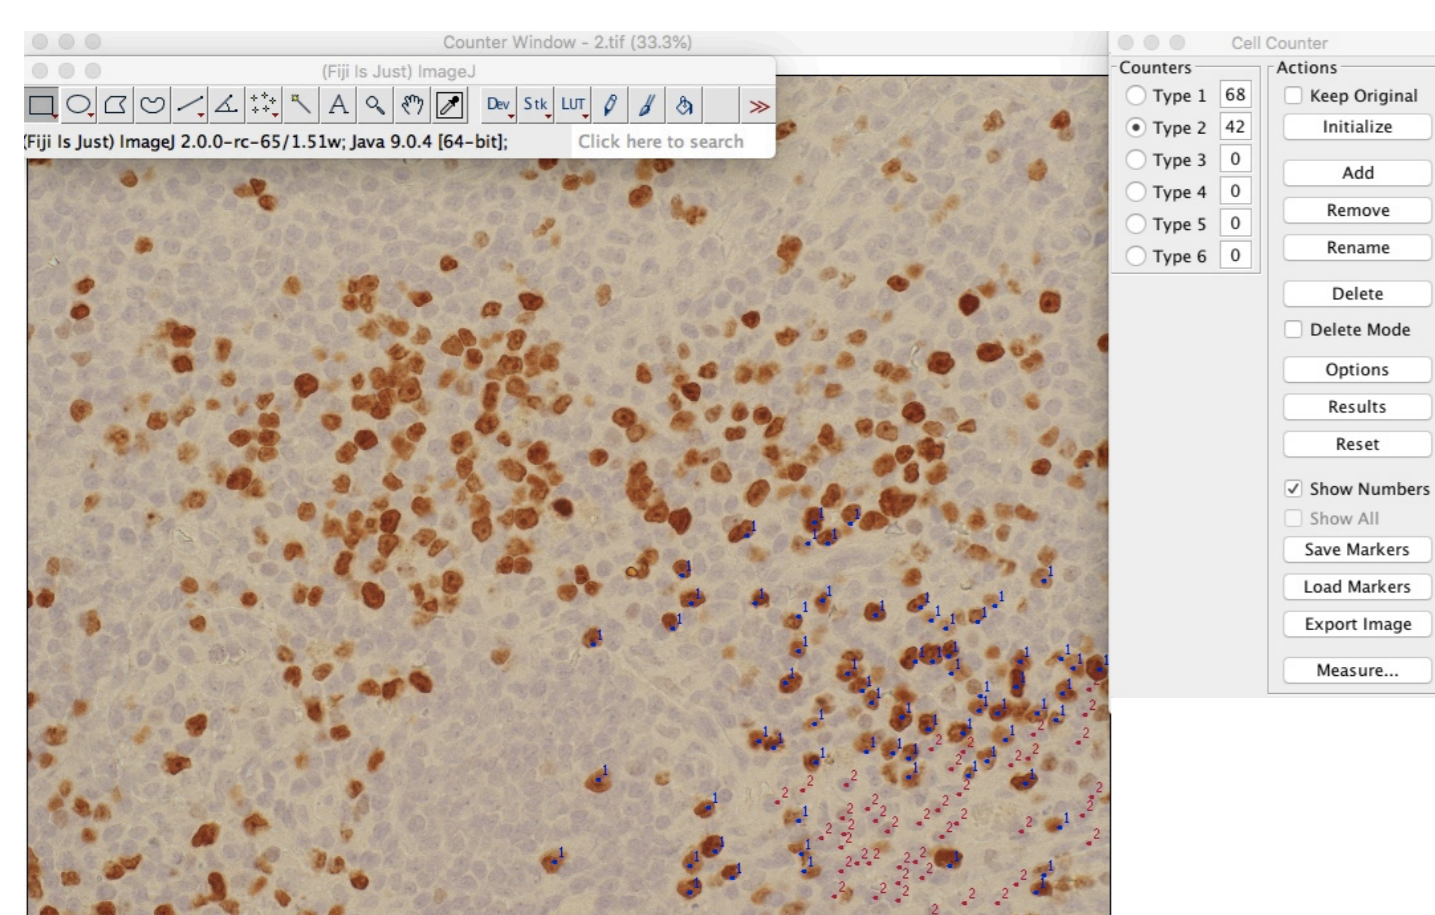 Counter Window - 2.tif (33.3%)
(Fiji Is Just) ImageJ
A Dev Stk LUT >>
(Fiji Is Just) ImageJ 2.0.0-rc-65/1.51w; Java 9.0.4 [64-bit];
Click here to search
Cell Counter
Counters
Type 1 68
Type 2 42
Type 3 0
Type 4 0
Type 5 0
Type 6 0
Actions
Keep Original
Initialize
Add
Remove
Rename
Delete
Delete Mode
Options
Results
Reset
Show Numbers
Show All
Save Markers
Load Markers
Export Image
Measure...